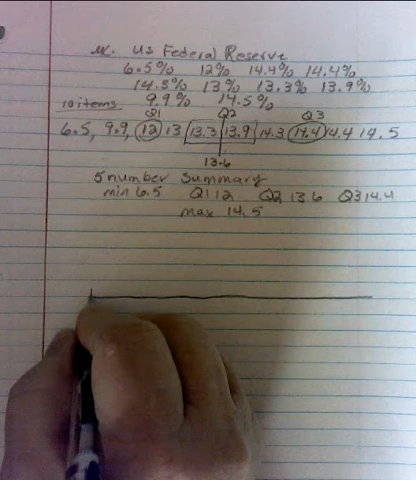 ex. US Federal Reserve
6.5% 12% 14.4% 14.4%
14.3% 13% 13.3% 13.9%
10 items 9.9% 14.5%
Q1 Q2 Q3
6.5, 9.9, 12 13 13.3 13.9 14.3 14.4 14.4 14.5
13.6
5 number Summary
min 6.5 Q1 12 Q2 13.6 Q3 14.4
max 14.5